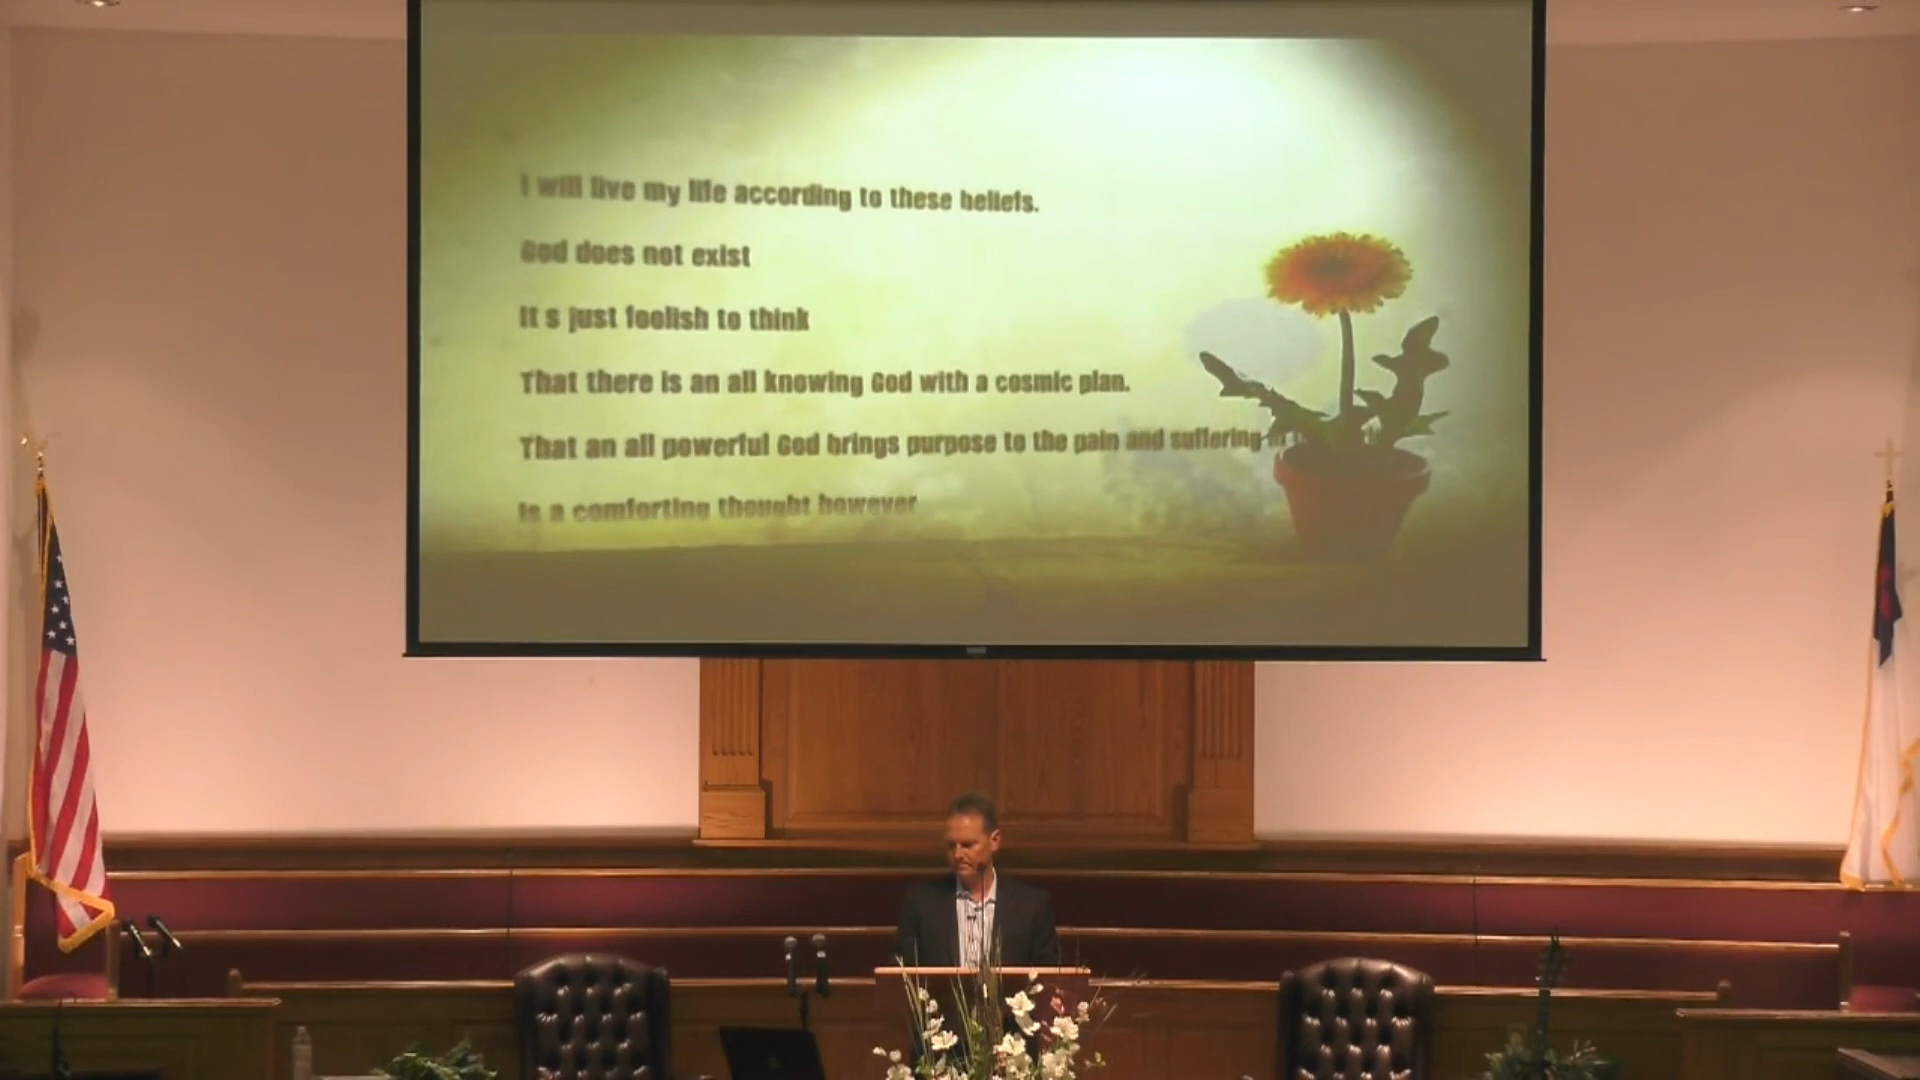 I will live my life according to these beliefs.
God does not exist
It s just foolish to think
That there is an all knowing God with a cosmic plan.
That an all powerful God brings purpose to the pain and suffering in
Is a comforting thought however